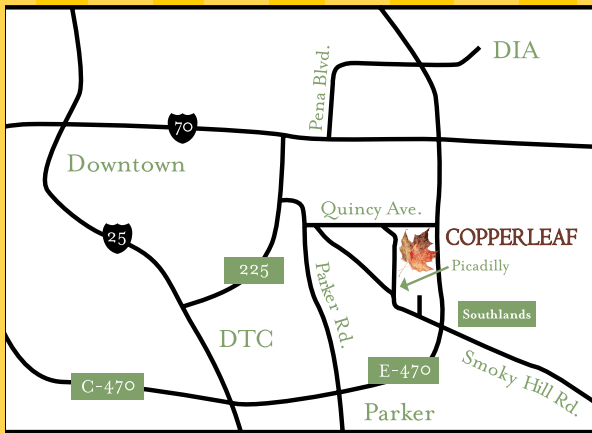 DIA
Pena Blvd.
70
Downtown
Quincy Ave.
COPPERLEAF
25
Picadilly
225
Parker Rd.
Southlands
DTC
Smoky Hill Rd.
E-470
C-470
Parker